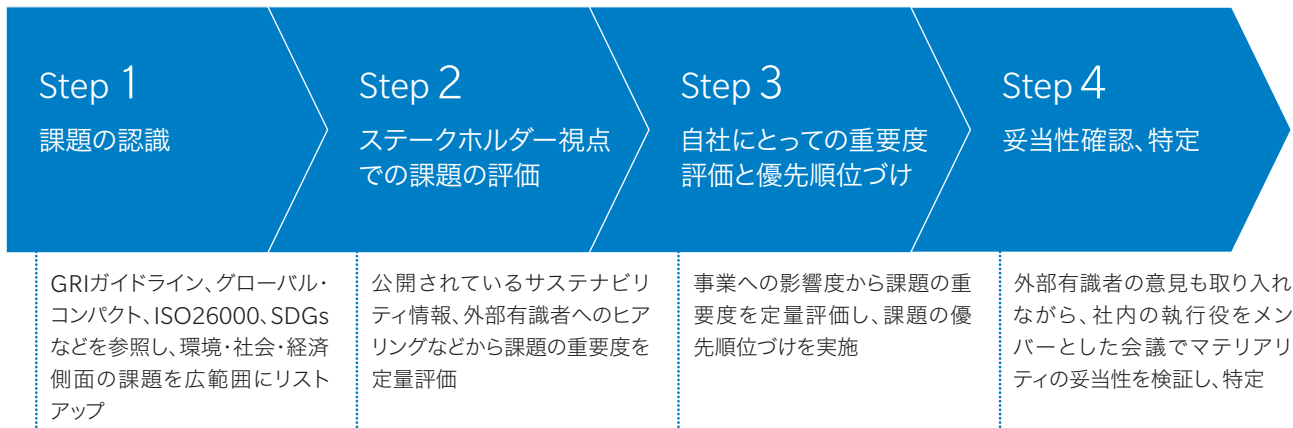 Step 1
課題の認識
Step 2
ステークホルダー視点
での課題の評価
Step 3
自社にとっての重要度
評価と優先順位づけ
Step 4
妥当性確認、特定
GRIガイドライン、グローバル・
コンパクト、ISO26000、SDGs
などを参照し、環境・社会・経済
側面の課題を広範囲にリスト
アップ
公開されているサステナビリ
ティ情報、外部有識者へのヒア
リングなどから課題の重要度を
定量評価
事業への影響度から課題の重
要度を定量評価し、課題の優
先順位づけを実施
外部有識者の意見も取り入れ
ながら、社内の執行役をメン
バーとした会議でマテリアリ
ティの妥当性を検証し、特定